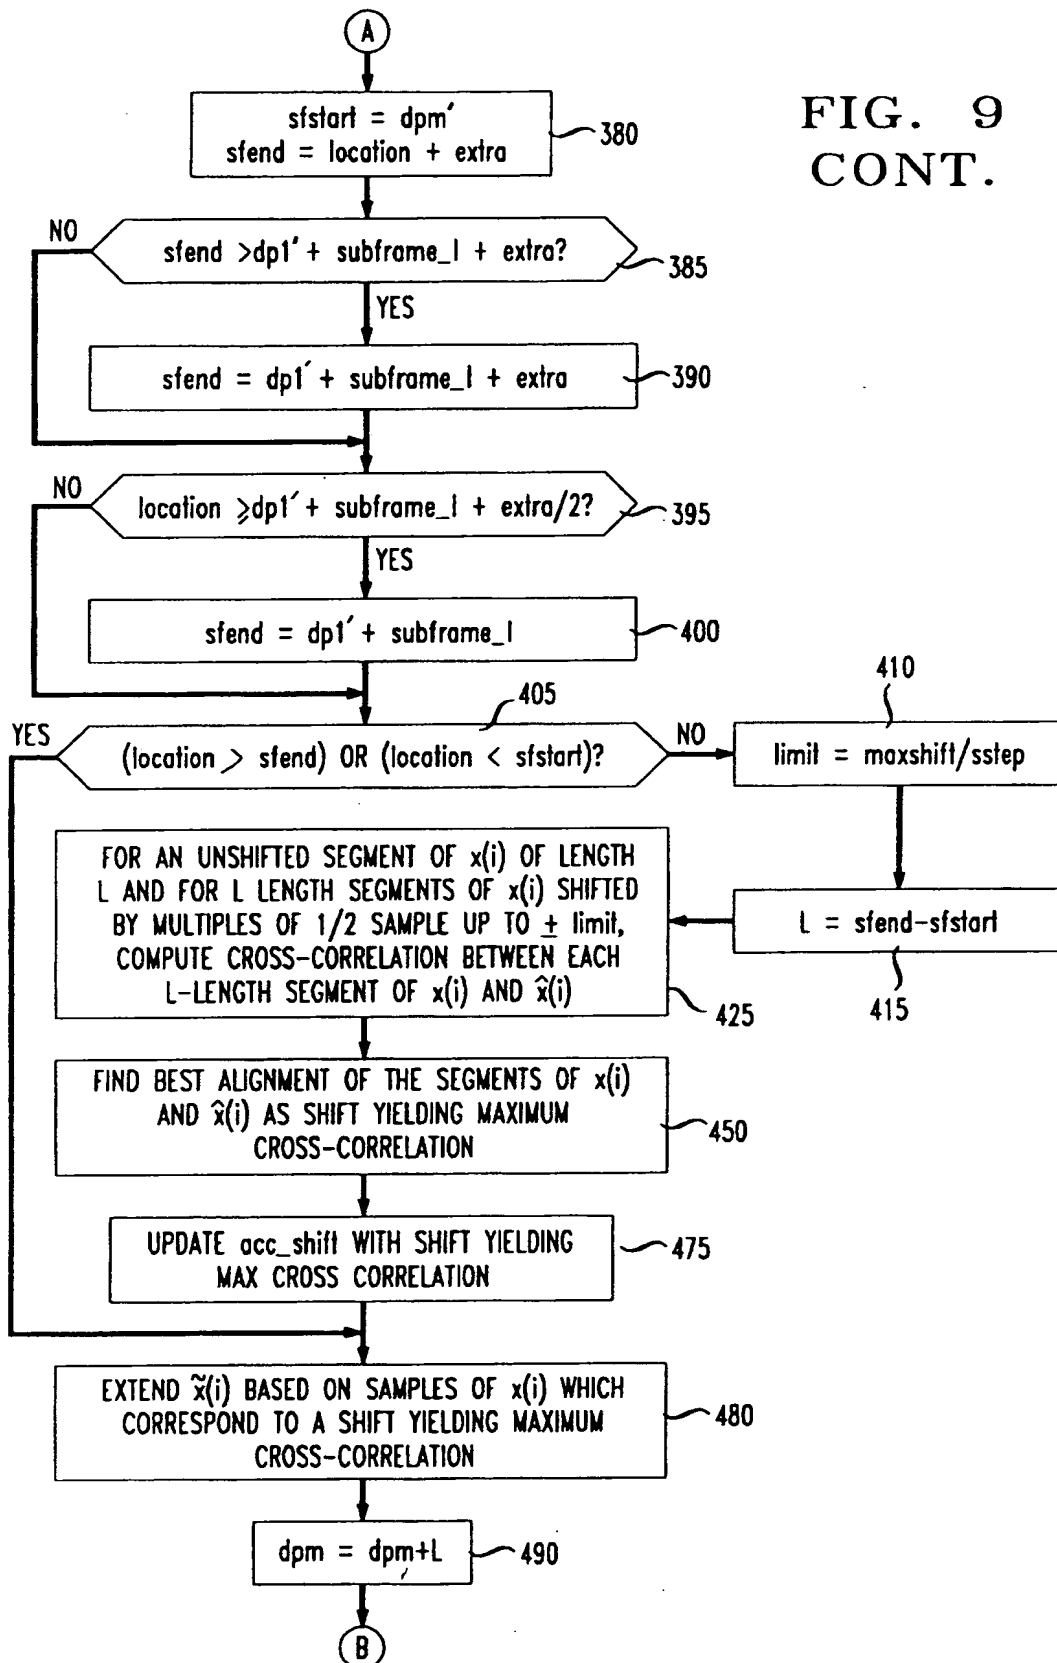 A
FIG. 9
CONT.
sfstart = dpm′
sfend = location + extra
380
NO
sfend >dp1′ + subframe_l + extra?
385
YES
sfend = dp1′ + subframe_l + extra
390
NO
location ≥dp1′ + subframe_l + extra/2?
395
YES
sfend = dp1′ + subframe_l
400
405
YES
(location > sfend) OR (location < sfstart)?
NO
410
limit = maxshift/sstep
FOR AN UNSHIFTED SEGMENT OF x(i) OF LENGTH
L AND FOR L LENGTH SEGMENTS OF x(i) SHIFTED
BY MULTIPLES OF 1/2 SAMPLE UP TO ± limit,
COMPUTE CROSS-CORRELATION BETWEEN EACH
L-LENGTH SEGMENT OF x(i) AND x̂(i)
425
L = sfend-sfstart
415
FIND BEST ALIGNMENT OF THE SEGMENTS OF x(i)
AND x̂(i) AS SHIFT YIELDING MAXIMUM
CROSS-CORRELATION
450
UPDATE acc_shift WITH SHIFT YIELDING
MAX CROSS CORRELATION
475
EXTEND x̃(i) BASED ON SAMPLES OF x(i) WHICH
CORRESPOND TO A SHIFT YIELDING MAXIMUM
CROSS-CORRELATION
480
dpm = dpm+L
490
B